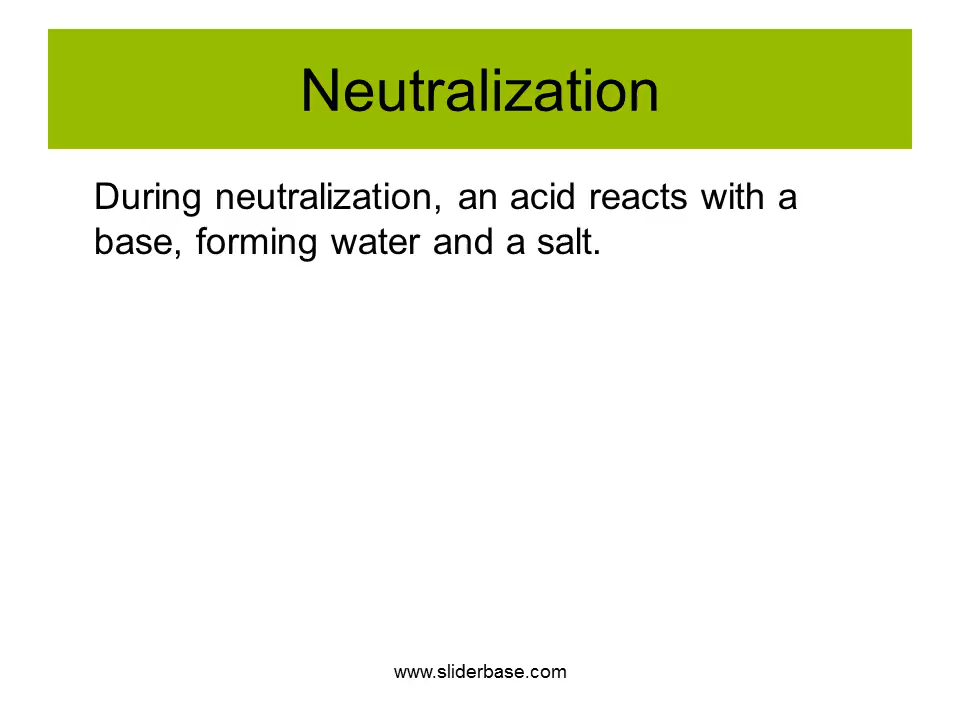 Neutralization
During neutralization, an acid reacts with a
base, forming water and a salt.
www.sliderbase.com